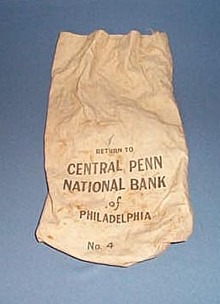 RETURN TO
CENTRAL PENN
NATIONAL BANK
of
PHILADELPHIA
No. 4